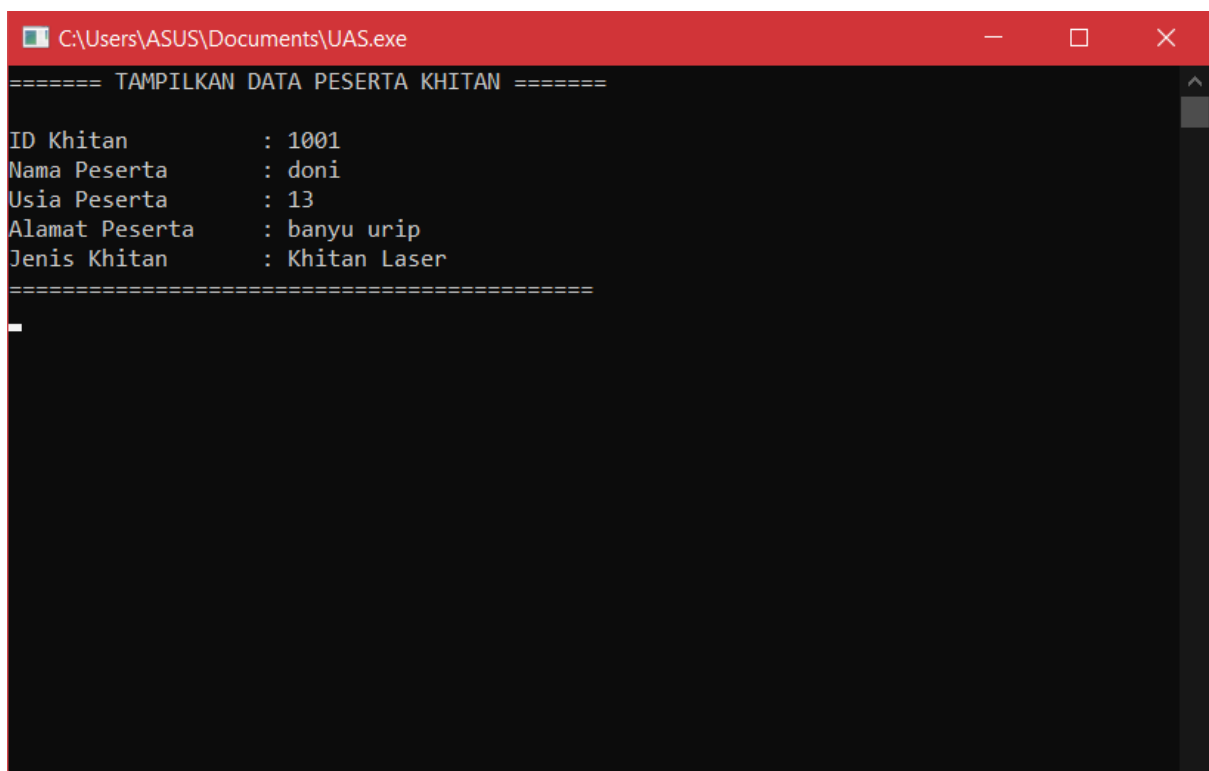 C:\Users\ASUS\Documents\UAS.exe
======= TAMPILKAN DATA PESERTA KHITAN =======
ID Khitan          : 1001
Nama Peserta       : doni
Usia Peserta       : 13
Alamat Peserta     : banyu urip
Jenis Khitan       : Khitan Laser
============================================